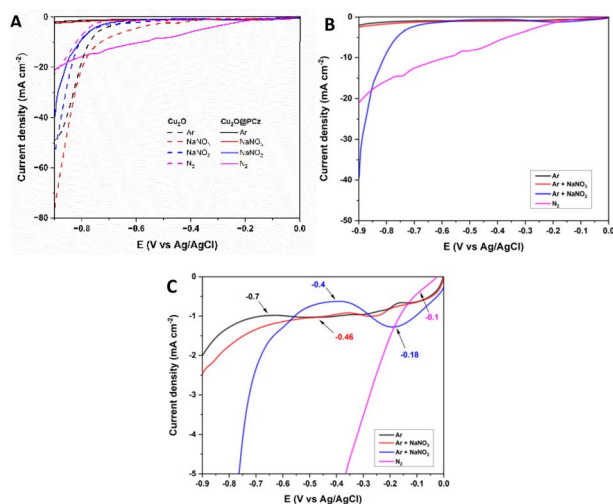 A
Current density (mA cm⁻²)
0
-20
-40
-60
-80
-0.8
-0.6
-0.4
-0.2
0.0
E (V vs Ag/AgCl)
Cu₂O
Cu₂O@PCz
Ar
Ar
NaNO₃
NaNO₃
NaNO₂
NaNO₂
N₂
N₂
B
Current density (mA cm⁻²)
0
-10
-20
-30
-40
-50
-0.9
-0.8
-0.7
-0.6
-0.5
-0.4
-0.3
-0.2
-0.1
0.0
E (V vs Ag/AgCl)
Ar
Ar + NaNO₃
Ar + NaNO₂
N₂
C
Current density (mA cm⁻²)
0
-1
-2
-3
-4
-5
-0.7
-0.4
-0.46
-0.18
-0.1
-0.9
-0.8
-0.7
-0.6
-0.5
-0.4
-0.3
-0.2
-0.1
0.0
E (V vs Ag/AgCl)
Ar
Ar + NaNO₃
Ar + NaNO₂
N₂